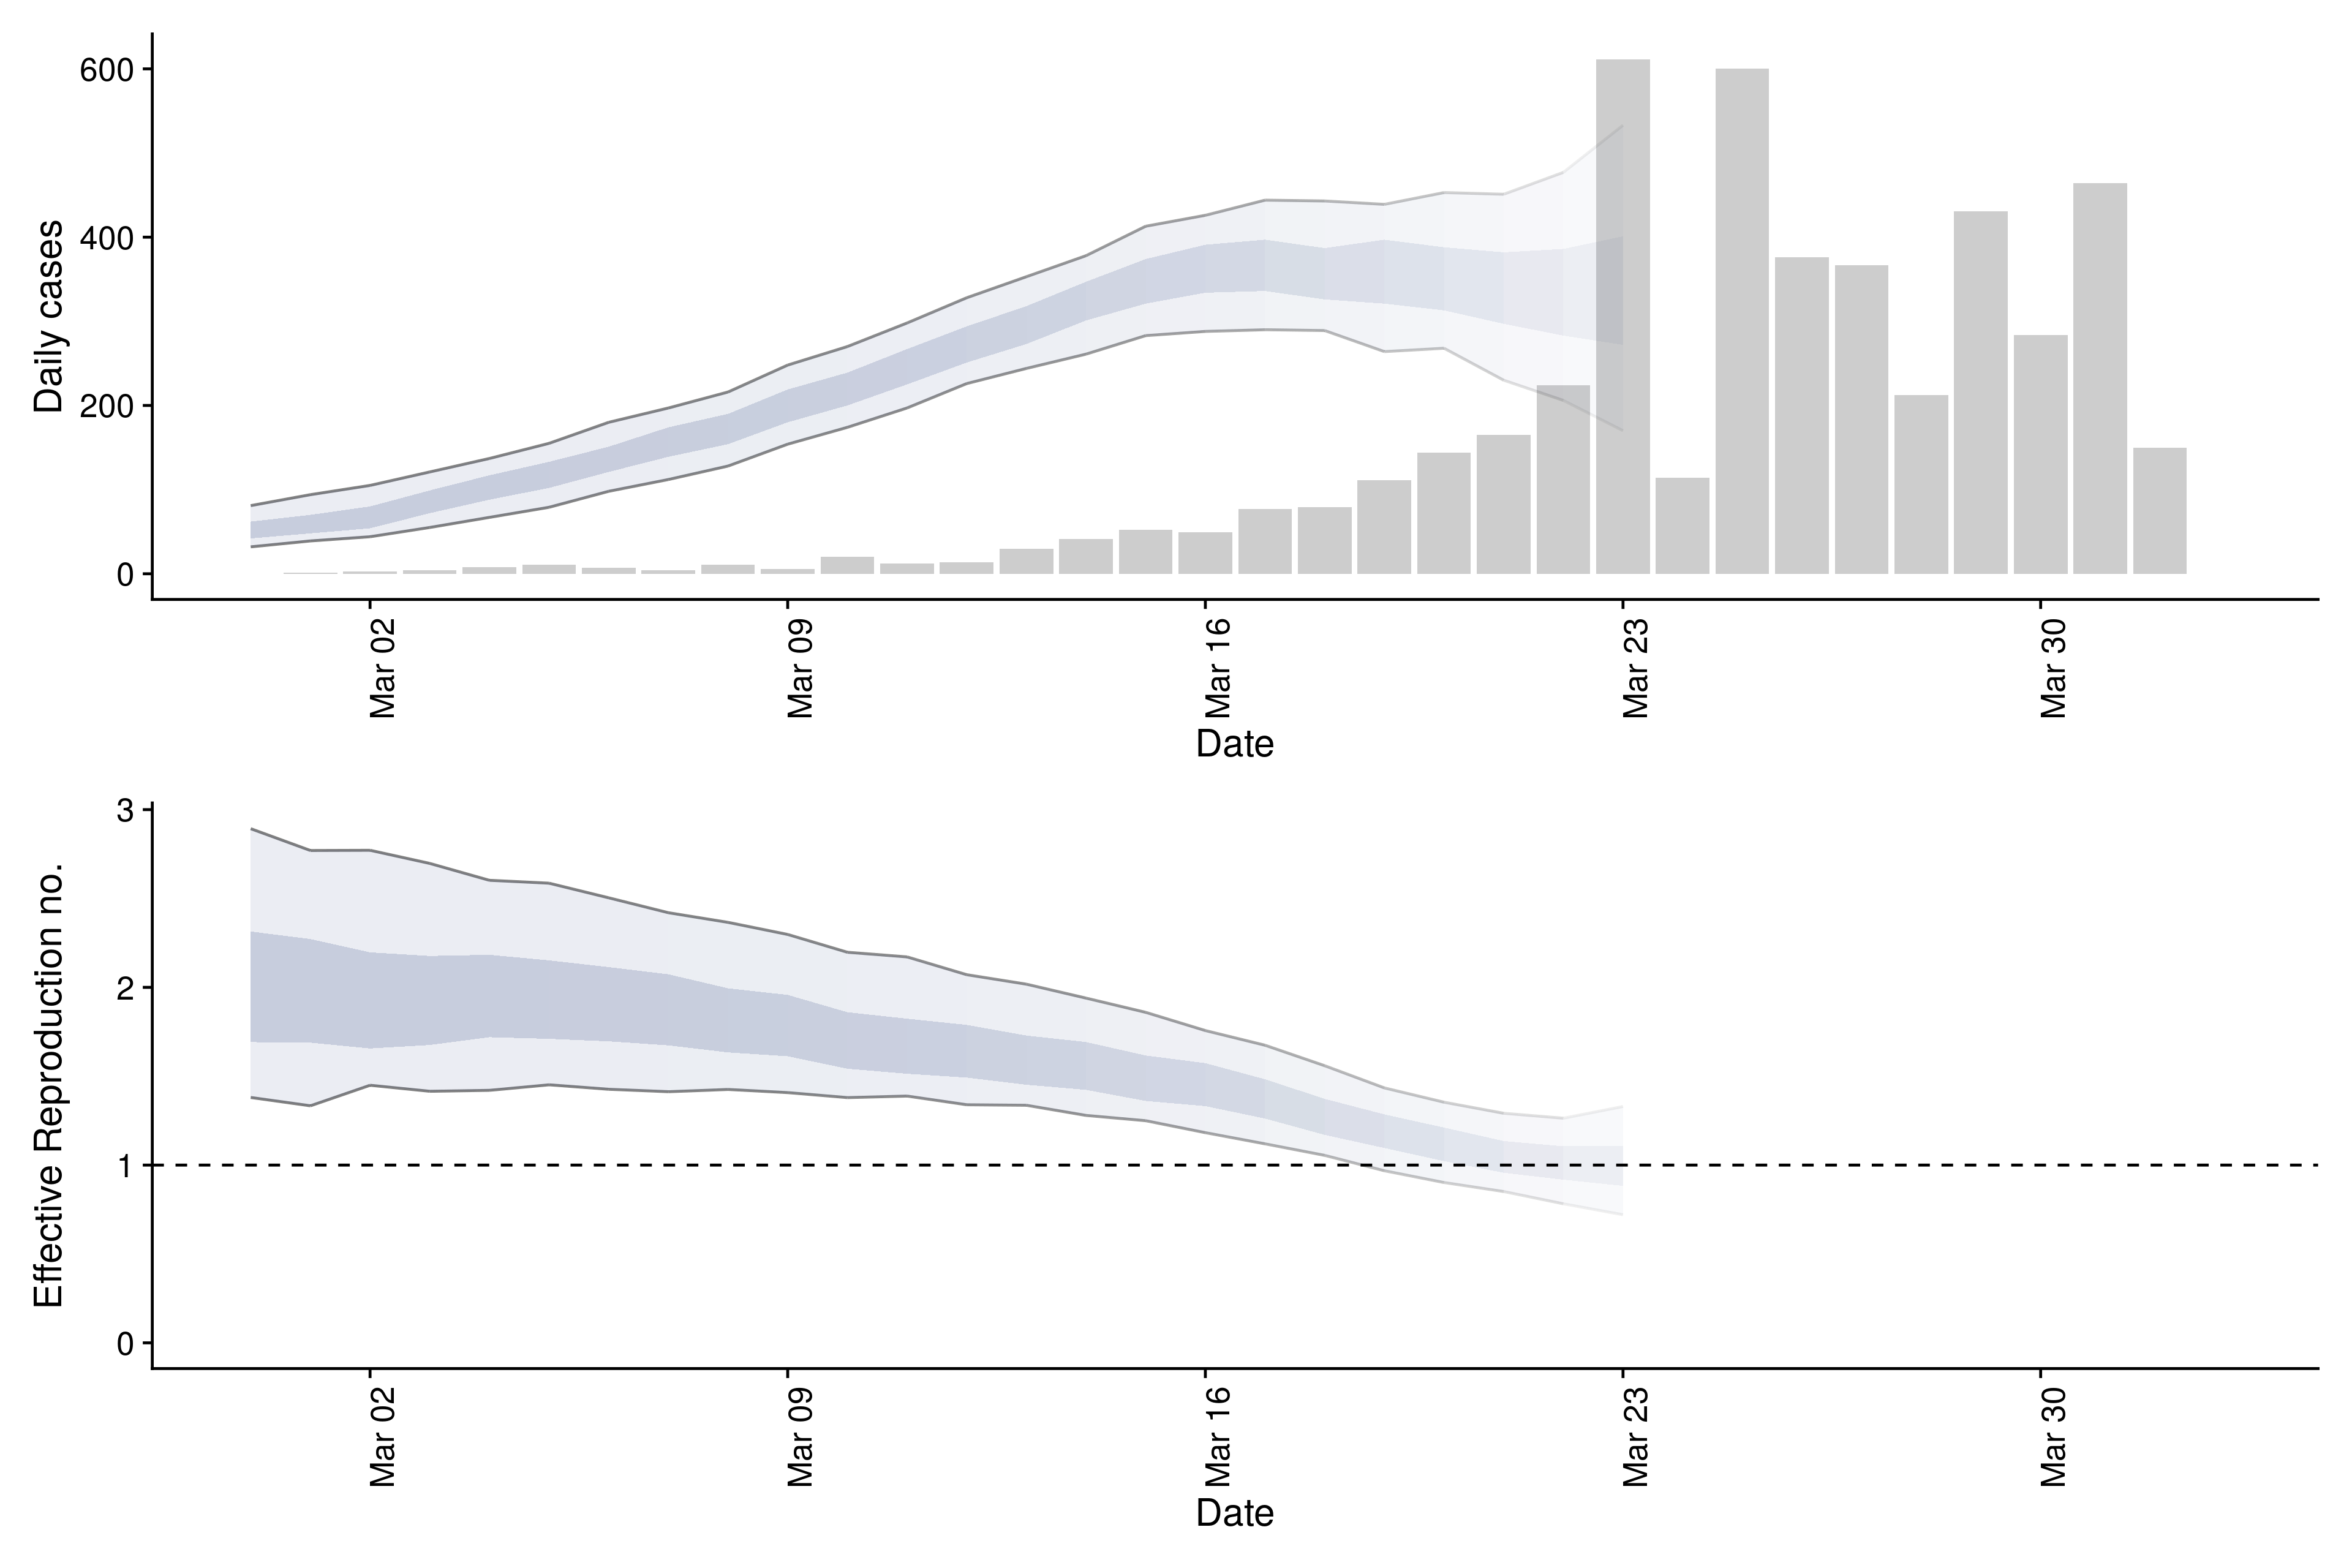 600
400
200
0
Daily cases
Mar 02
Mar 09
Mar 16
Mar 23
Mar 30
Date
3
2
1
0
Effective Reproduction no.
Mar 02
Mar 09
Mar 16
Mar 23
Mar 30
Date